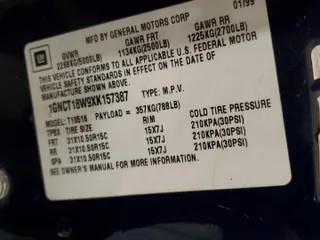 MFD BY GENERAL MOTORS CORP 01/99
GM GVWR GAWR FRT GAWR RR
2268KG(5000LB) 1134KG(2500LB) 1225KG(2700LB)
THIS VEHICLE CONFORMS TO ALL APPLICABLE U.S. FEDERAL MOTOR
VEHICLE SAFETY STANDARDS IN EFFECT ON THE DATE OF
MANUFACTURE SHOWN ABOVE.
1GNCT18W9XK157387 TYPE: M.P.V.
MODEL: T10516 PAYLOAD = 357KG(788LB)
TPBX TIRE SIZE RIM COLD TIRE PRESSURE
FRT 31X10.50R15C 15X7J 210KPA(30PSI)
RR 31X10.50R15C 15X7J 210KPA(30PSI)
SPA 31X10.50R15C 15X7J 210KPA(30PSI)
SEE OWNER'S MANUAL FOR ADDITIONAL INFORMATION